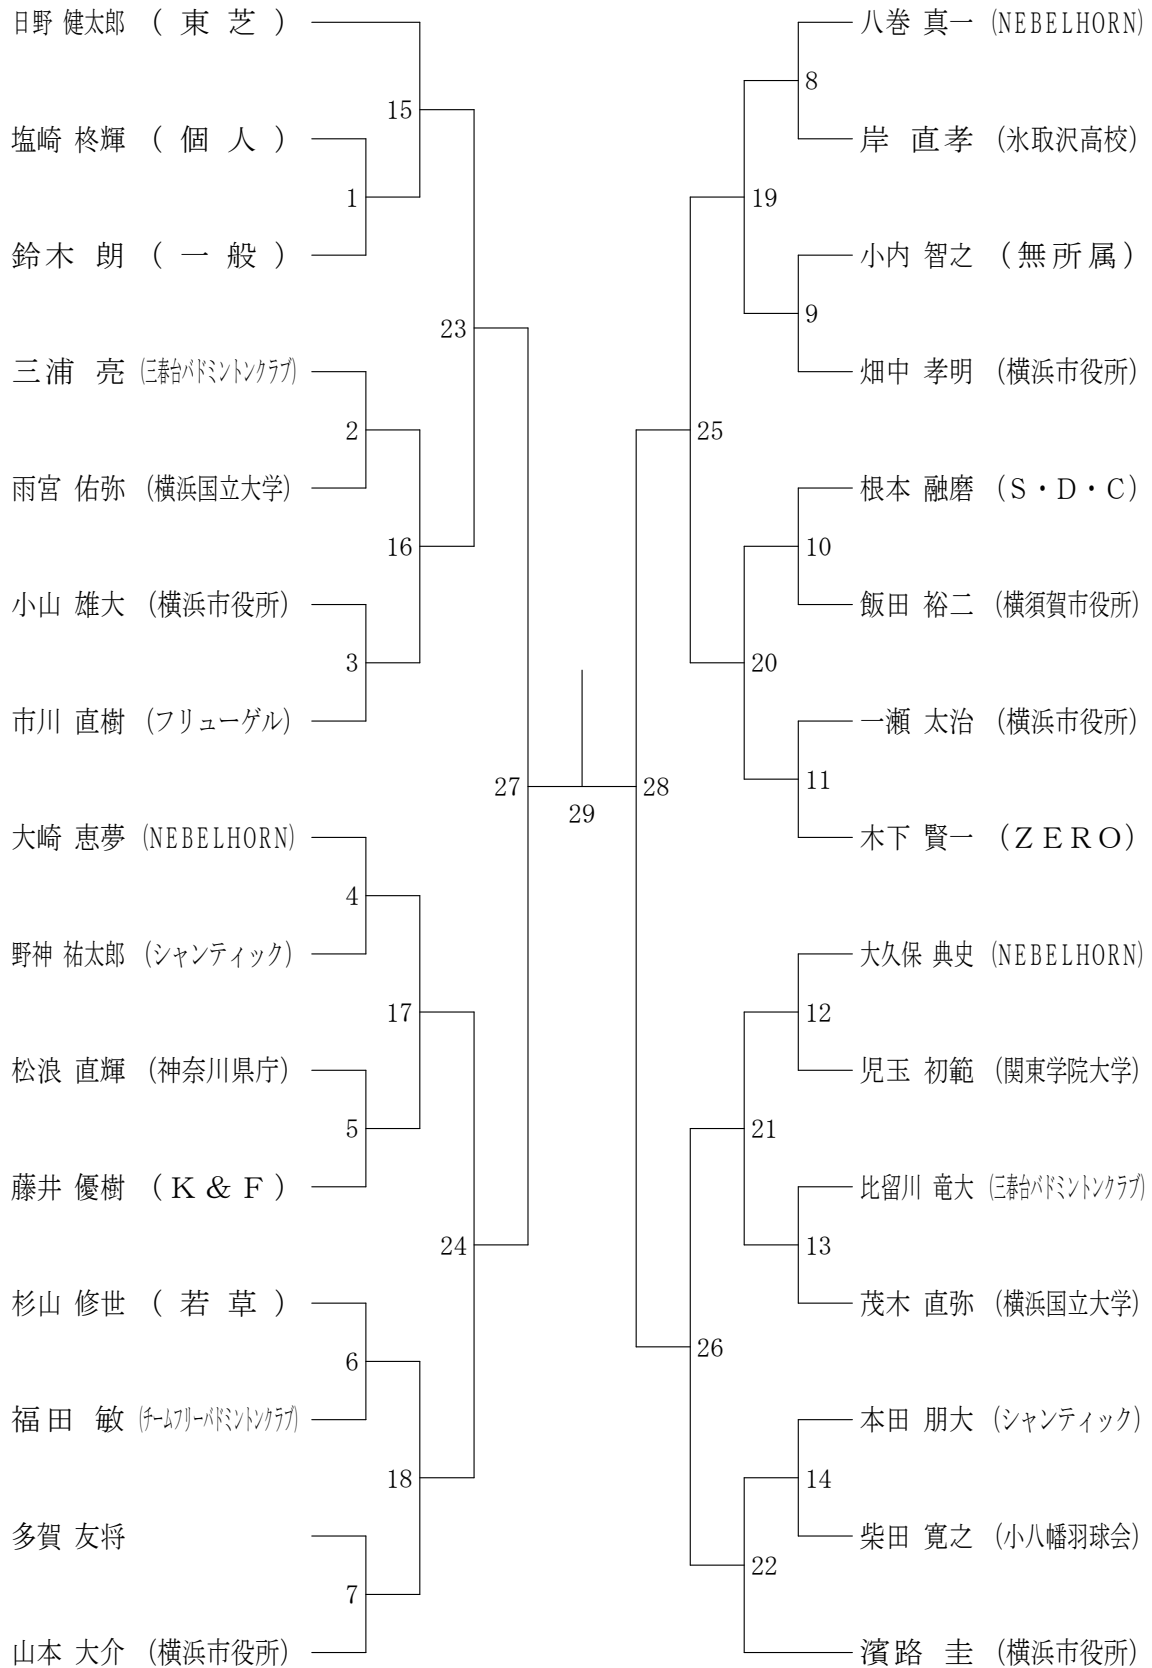 日野 健太郎 （ 東 芝 ）
15
塩崎 柊輝 （ 個 人 ）
1
鈴木 朗 （ 一 般 ）
23
三浦 亮 (三春台バドミントンクラブ)
2
雨宮 佑弥 (横浜国立大学)
16
小山 雄大 (横浜市役所)
3
市川 直樹 (フリューゲル)
27
大崎 恵夢 (NEBELHORN)
4
野神 祐太郎 (シャンティック)
17
松浪 直輝 (神奈川県庁)
5
藤井 優樹 （Ｋ＆Ｆ）
24
杉山 修世 （ 若 草 ）
6
福田 敏 (チームフリーバドミントンクラブ)
18
多賀 友将
7
山本 大介 (横浜市役所)
29
八巻 真一 (NEBELHORN)
8
岸 直孝 (氷取沢高校)
19
小内 智之 （無所属）
9
畑中 孝明 (横浜市役所)
25
根本 融磨 （Ｓ・Ｄ・Ｃ）
10
飯田 裕二 (横須賀市役所)
20
一瀬 太治 (横浜市役所)
11
28
木下 賢一 （ＺＥＲＯ）
大久保 典史 (NEBELHORN)
12
児玉 初範 (関東学院大学)
21
比留川 竜大 (三春台バドミントンクラブ)
13
茂木 直弥 (横浜国立大学)
26
本田 朋大 (シャンティック)
14
柴田 寛之 (小八幡羽球会)
22
濱路 圭 (横浜市役所)